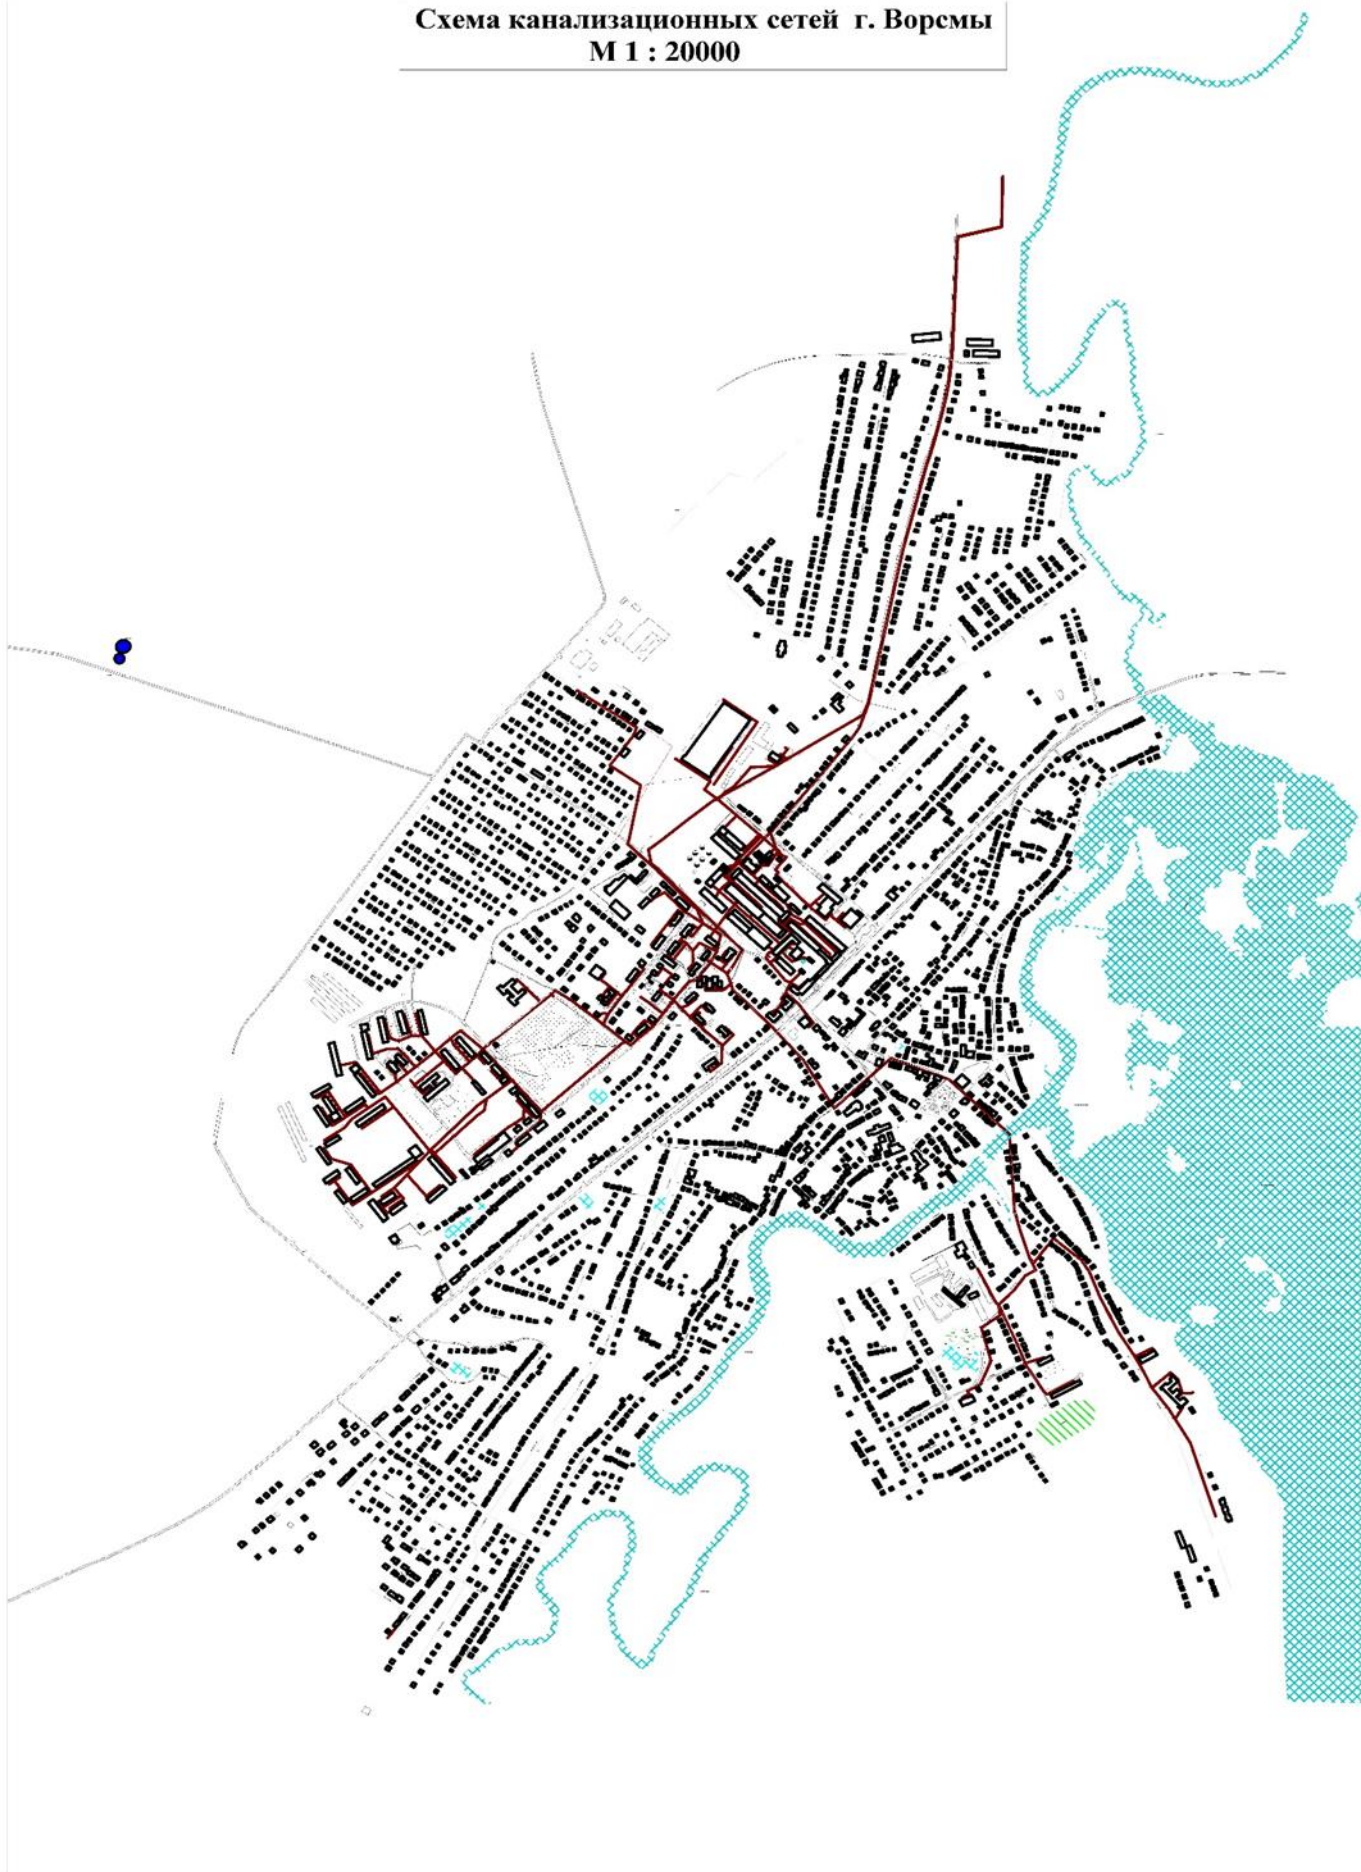 Схема канализационных сетей г. Ворсмы
М 1 : 20000